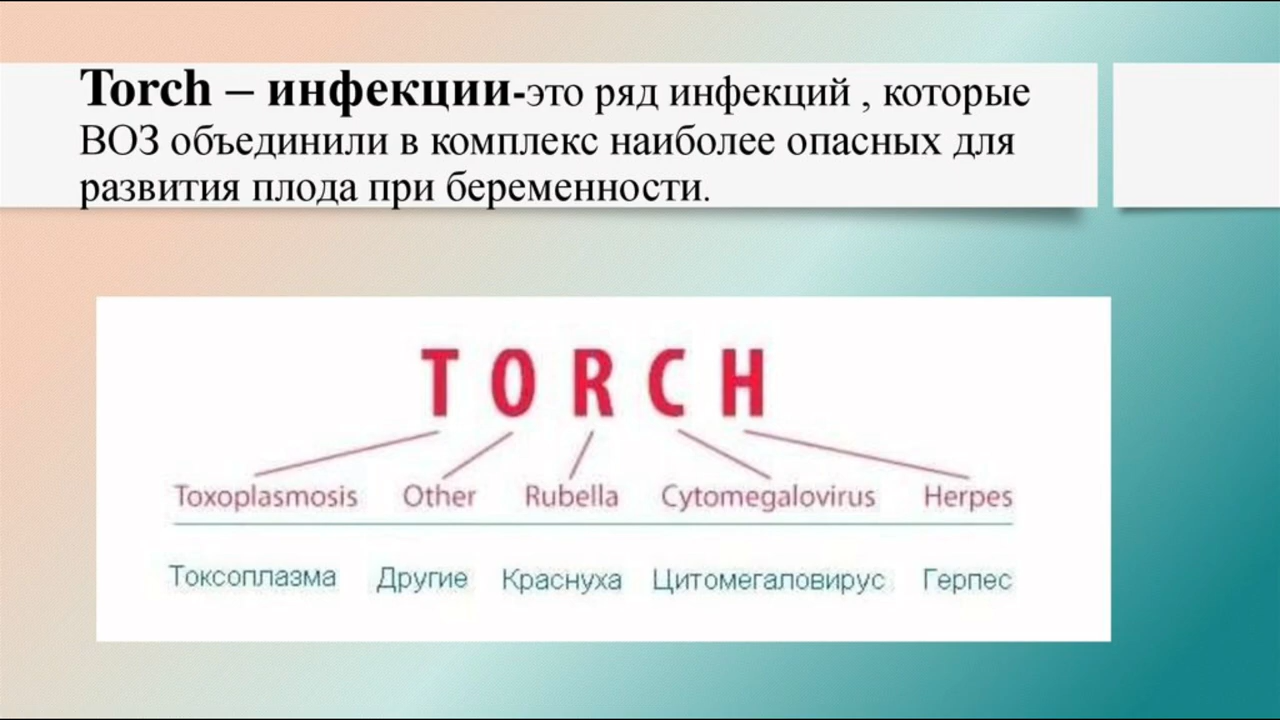 Torch – инфекции-это ряд инфекций , которые
ВОЗ объединили в комплекс наиболее опасных для
развития плода при беременности.
T O R C H
Toxoplasmosis Other Rubella Cytomegalovirus Herpes
Токсоплазма Другие Краснуха Цитомегаловирус Герпес